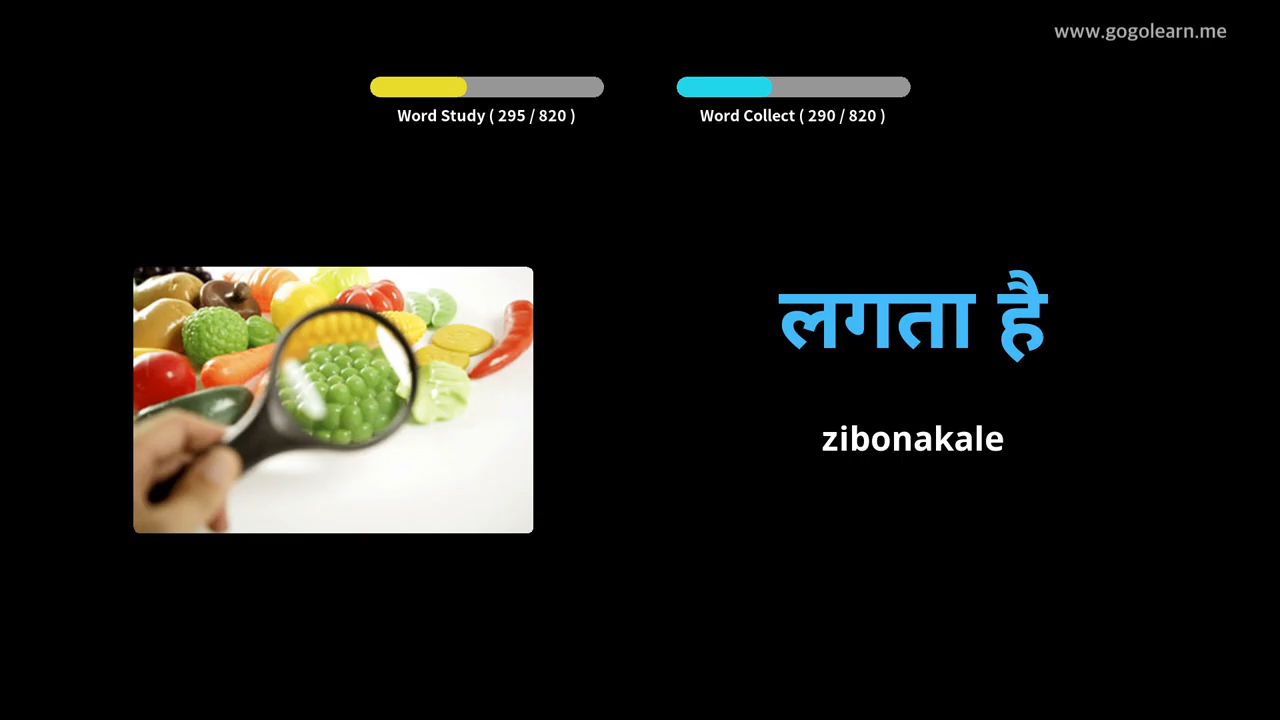 www.gogolearn.me
Word Study ( 295 / 820 )
Word Collect ( 290 / 820 )
लगता है
zibonakale